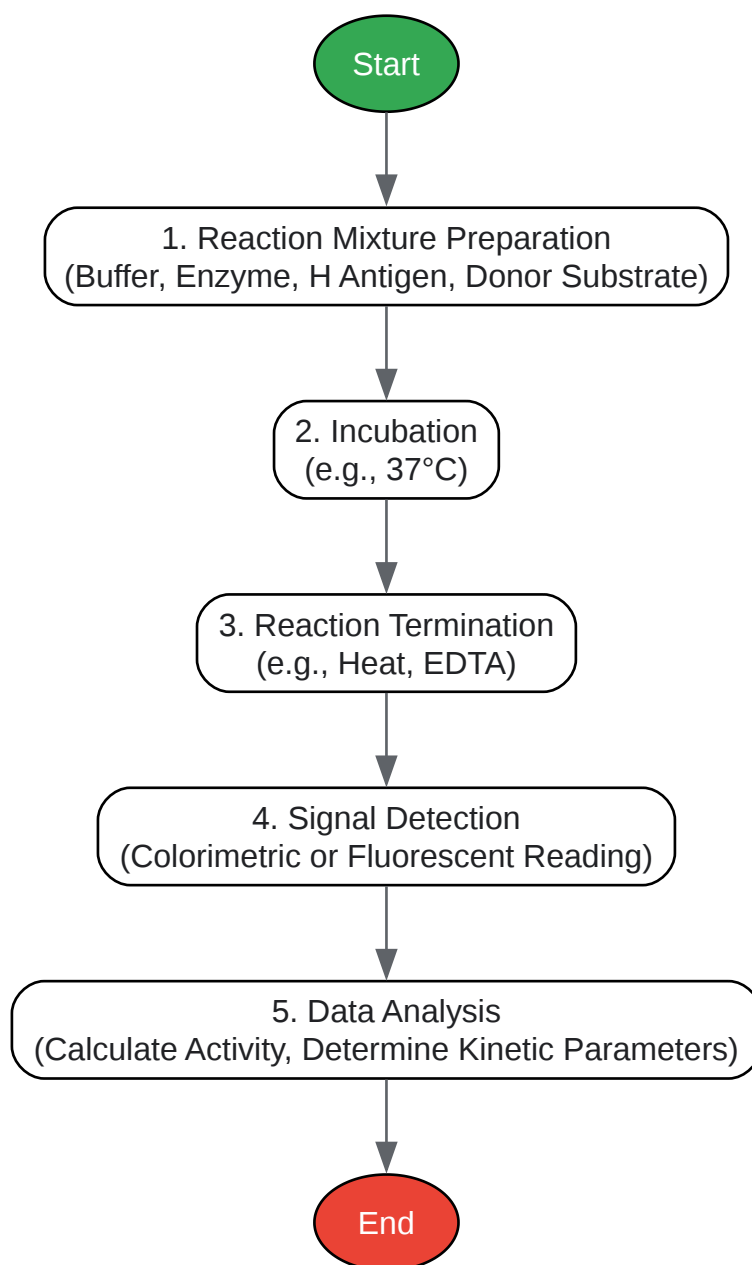 Start
1. Reaction Mixture Preparation
(Buffer, Enzyme, H Antigen, Donor Substrate)
2. Incubation
(e.g., 37°C)
3. Reaction Termination
(e.g., Heat, EDTA)
4. Signal Detection
(Colorimetric or Fluorescent Reading)
5. Data Analysis
(Calculate Activity, Determine Kinetic Parameters)
End